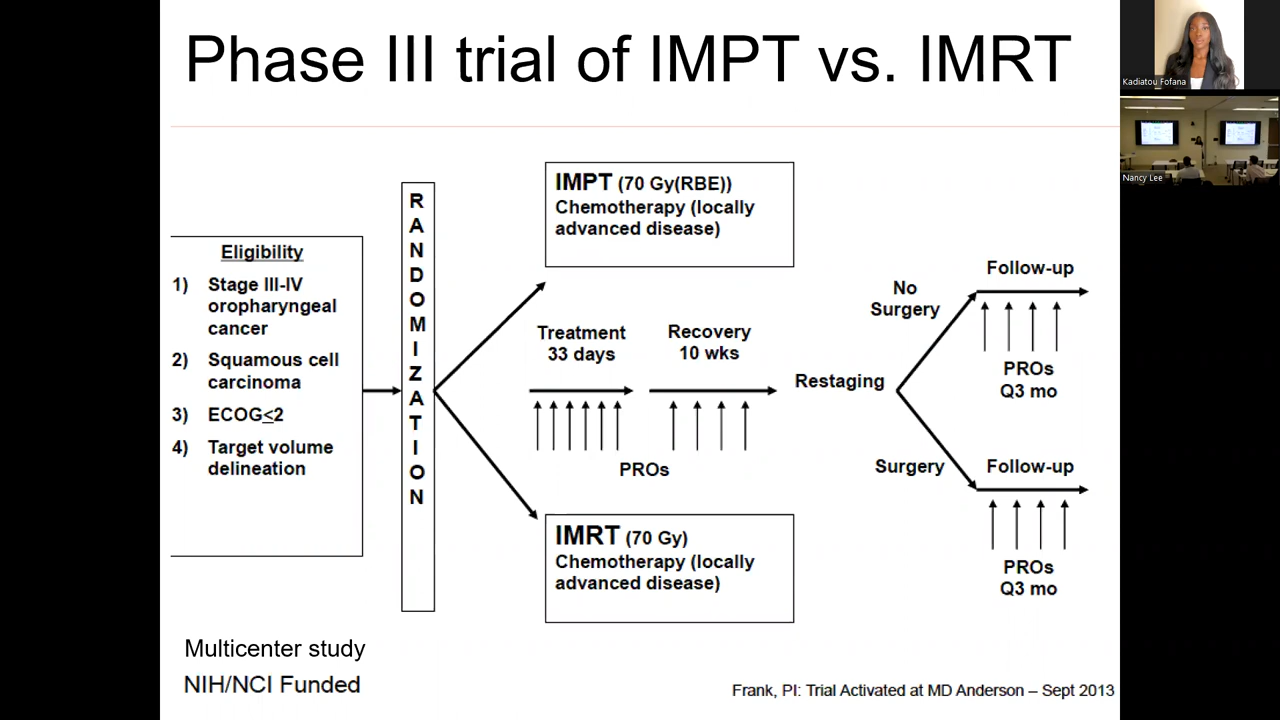 Phase III trial of IMPT vs. IMRT
Eligibility
1) Stage III-IV
oropharyngeal
cancer
2) Squamous cell
carcinoma
3) ECOG<2
4) Target volume
delineation
RANDOMIZATION
IMPT (70 Gy(RBE))
Chemotherapy (locally
advanced disease)
Treatment
33 days
Recovery
10 wks
PROs
IMRT (70 Gy)
Chemotherapy (locally
advanced disease)
Restaging
No
Surgery
Follow-up
PROs
Q3 mo
Surgery
Follow-up
PROs
Q3 mo
Multicenter study
NIH/NCI Funded
Frank, PI: Trial Activated at MD Anderson – Sept 2013
Kadiatou Fofana
Nancy Lee